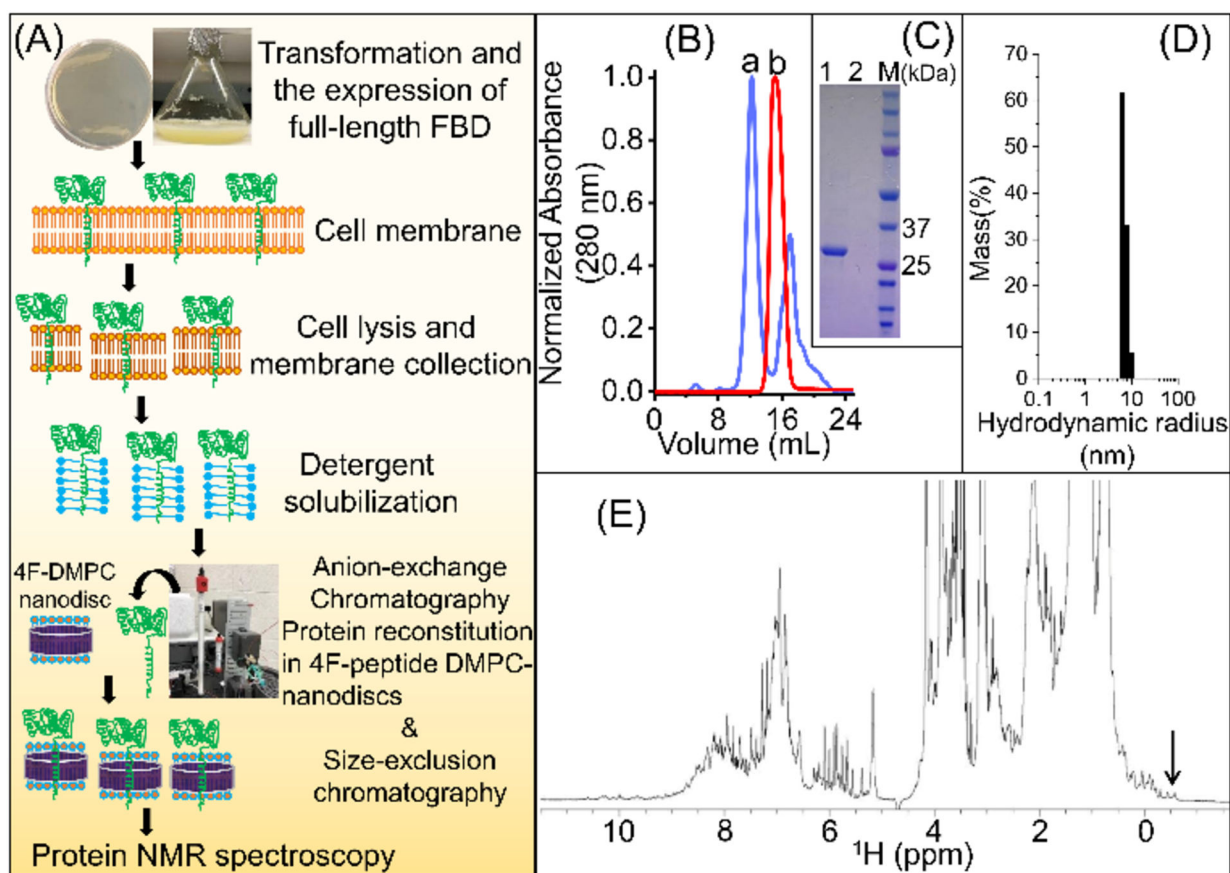 (A)
Transformation and
the expression of
full-length FBD
Cell membrane
Cell lysis and
membrane collection
Detergent
solubilization
4F-DMPC
nanodisc
Anion-exchange
Chromatography
Protein reconstitution
in 4F-peptide DMPC-
nanodiscs
&
Size-exclusion
chromatography
Protein NMR spectroscopy
(B)
a b
Normalized Absorbance
(280 nm)
1.0
0.8
0.6
0.4
0.2
0.0
0 8 16 24
Volume (mL)
(C)
1 2 M(kDa)
37
25
(D)
Mass(%)
70
60
50
40
30
20
10
0
0.1 1 10 100
Hydrodynamic radius
(nm)
(E)
10 8 6 4 2 0
¹H (ppm)